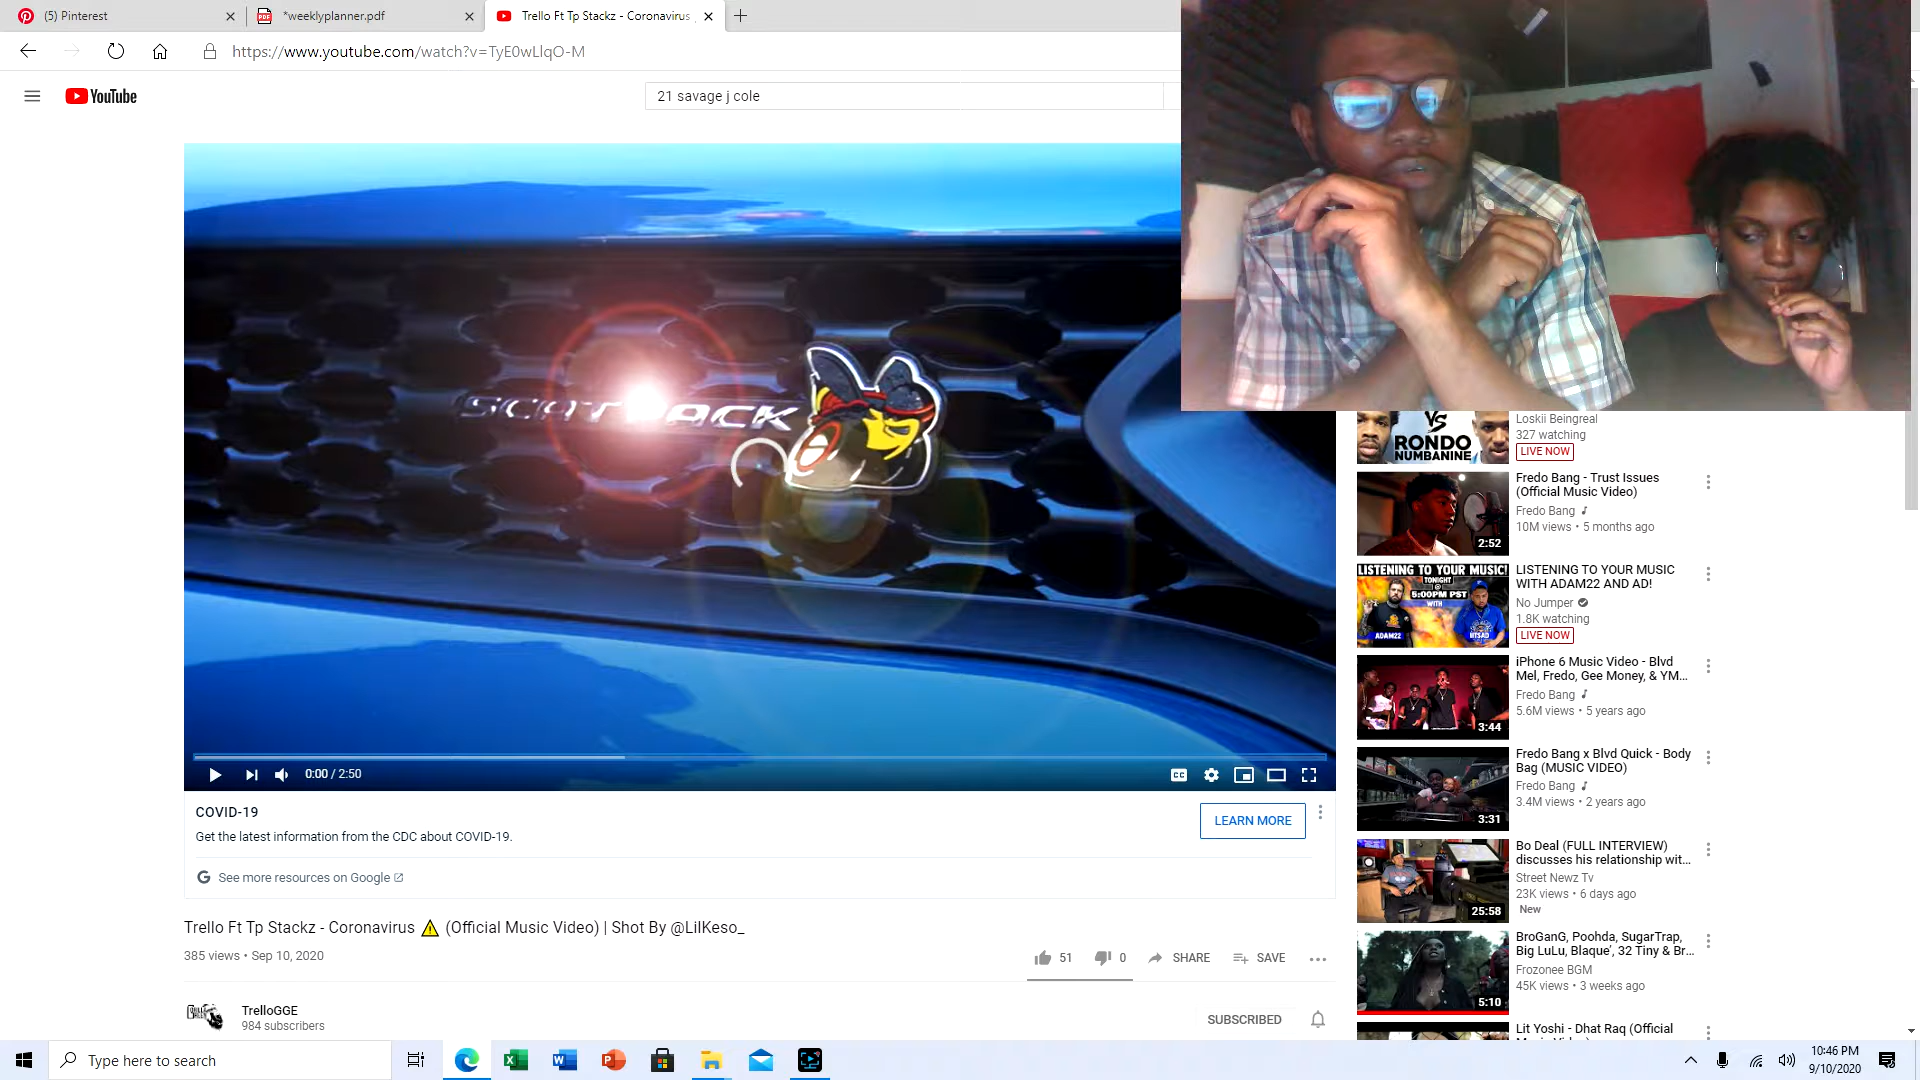 (5) Pinterest
*weeklyplanner.pdf
Trello Ft Tp Stackz - Coronavirus
https://www.youtube.com/watch?v=TyE0wLlqO-M
YouTube
21 savage j cole
0:00 / 2:50
CC
COVID-19
Get the latest information from the CDC about COVID-19.
LEARN MORE
See more resources on Google
Trello Ft Tp Stackz - Coronavirus ⚠ (Official Music Video) | Shot By @LilKeso_
385 views • Sep 10, 2020
51
0
SHARE
SAVE
TrelloGGE
984 subscribers
SUBSCRIBED
VS
RONDO
NUMBANINE
Loskii Beingreal
327 watching
LIVE NOW
2:52
Fredo Bang - Trust Issues
(Official Music Video)
Fredo Bang
10M views • 5 months ago
LISTENING TO YOUR MUSIC!
TONIGHT
@
5:00PM PST
WITH
ADAM22
HTSAD
LISTENING TO YOUR MUSIC
WITH ADAM22 AND AD!
No Jumper
1.8K watching
LIVE NOW
3:44
iPhone 6 Music Video - Blvd
Mel, Fredo, Gee Money, & YM...
Fredo Bang
5.6M views • 5 years ago
3:31
Fredo Bang x Blvd Quick - Body
Bag (MUSIC VIDEO)
Fredo Bang
3.4M views • 2 years ago
25:58
Bo Deal (FULL INTERVIEW)
discusses his relationship wit...
Street Newz Tv
23K views • 6 days ago
New
5:10
BroGanG, Poohda, SugarTrap,
Big LuLu, Blaque', 32 Tiny & Br...
Frozonee BGM
45K views • 3 weeks ago
Lit Yoshi - Dhat Raq (Official
Type here to search
10:46 PM
9/10/2020